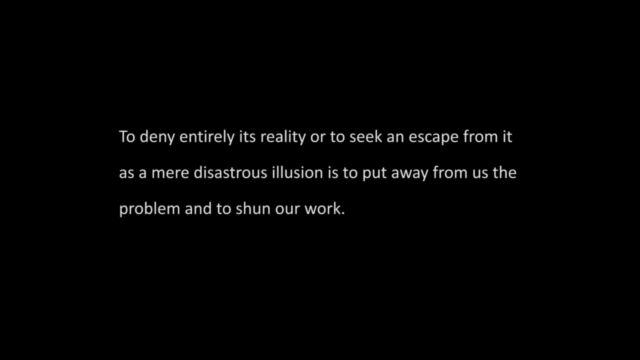 To deny entirely its reality or to seek an escape from it
as a mere disastrous illusion is to put away from us the
problem and to shun our work.